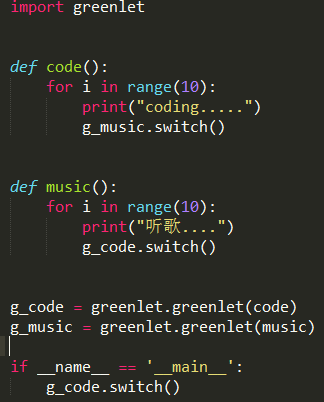 import greenlet
def code():
    for i in range(10):
        print("coding.....")
        g_music.switch()
def music():
    for i in range(10):
        print("听歌....")
        g_code.switch()
g_code = greenlet.greenlet(code)
g_music = greenlet.greenlet(music)
if __name__ == '__main__':
    g_code.switch()